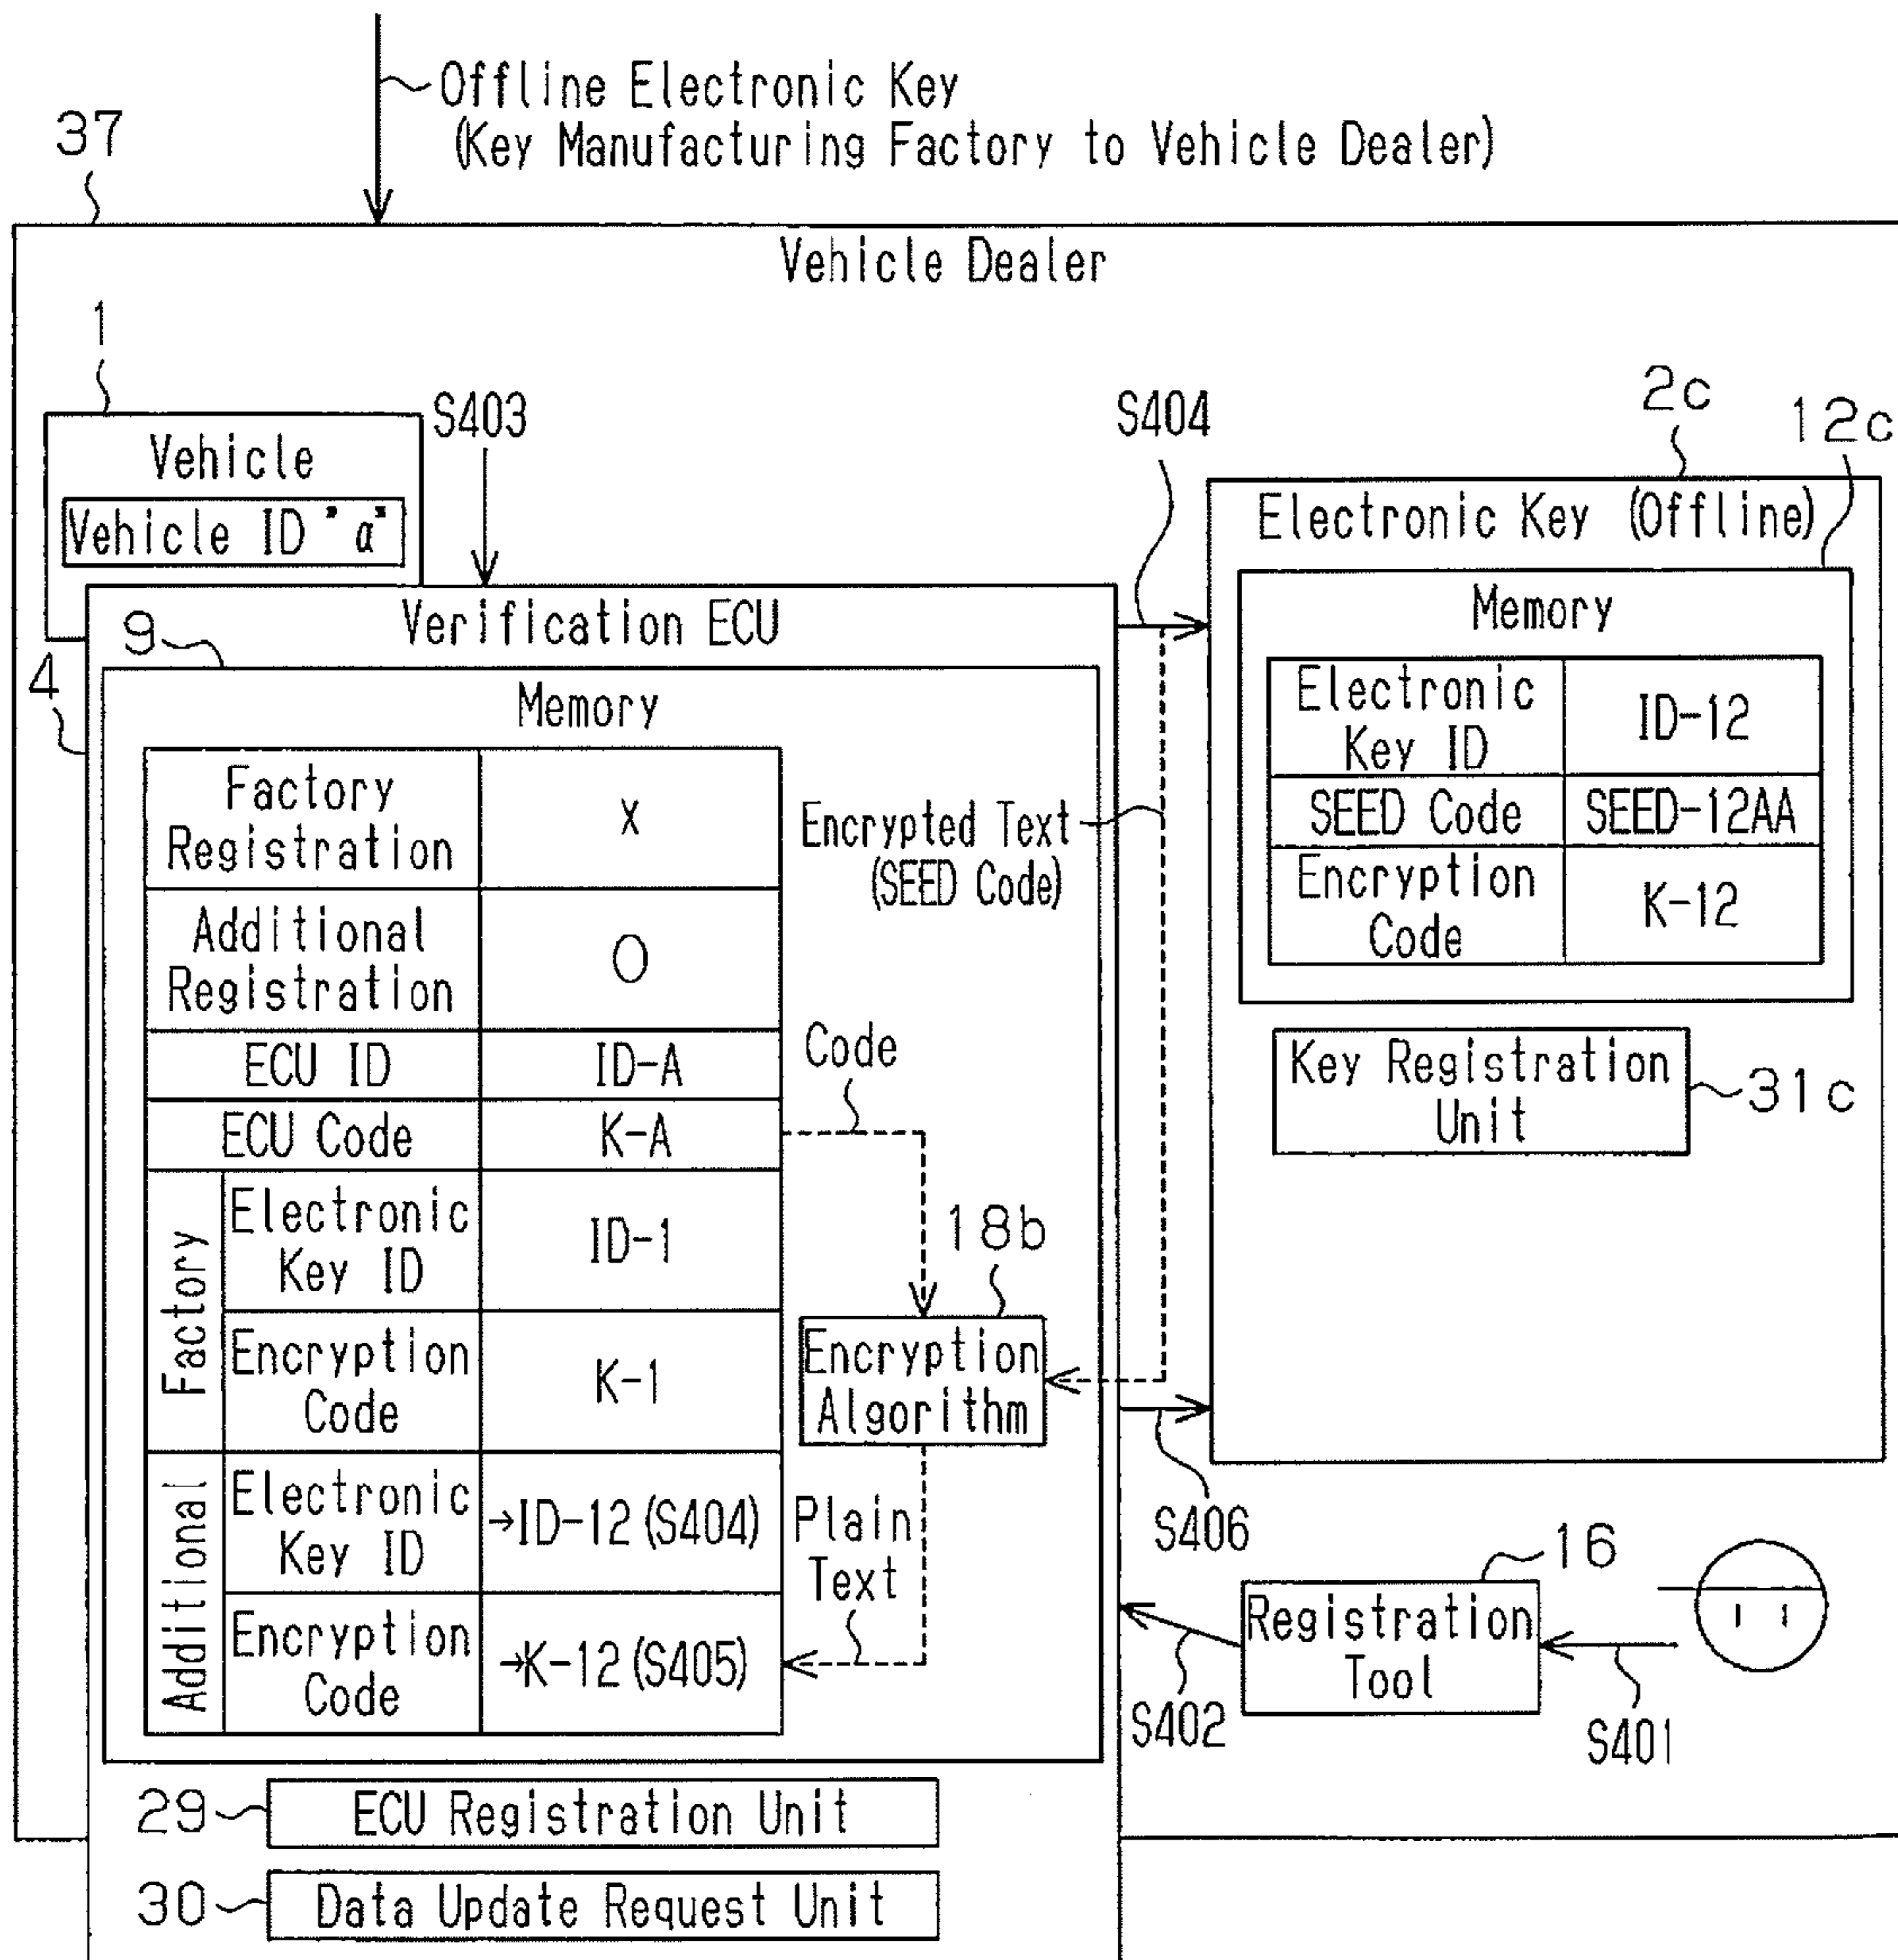 Offline Electronic Key
(Key Manufacturing Factory to Vehicle Dealer)
37
Vehicle Dealer
1
Vehicle
Vehicle ID "α"
S403
S404
2c
12c
Electronic Key (Offline)
Memory
Electronic
Key ID
ID-12
SEED Code
SEED-12AA
Encryption
Code
K-12
Key Registration
Unit
31c
4
Verification ECU
9
Memory
Factory
Registration
X
Additional
Registration
O
ECU ID
ID-A
ECU Code
K-A
Factory
Electronic
Key ID
ID-1
Encryption
Code
K-1
Additional
Electronic
Key ID
→ID-12 (S404)
Encryption
Code
→K-12 (S405)
Encrypted Text
(SEED Code)
Code
18b
Encryption
Algorithm
Plain
Text
S406
16
Registration
Tool
S402
S401
29
ECU Registration Unit
30
Data Update Request Unit